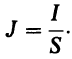 J = I/S.